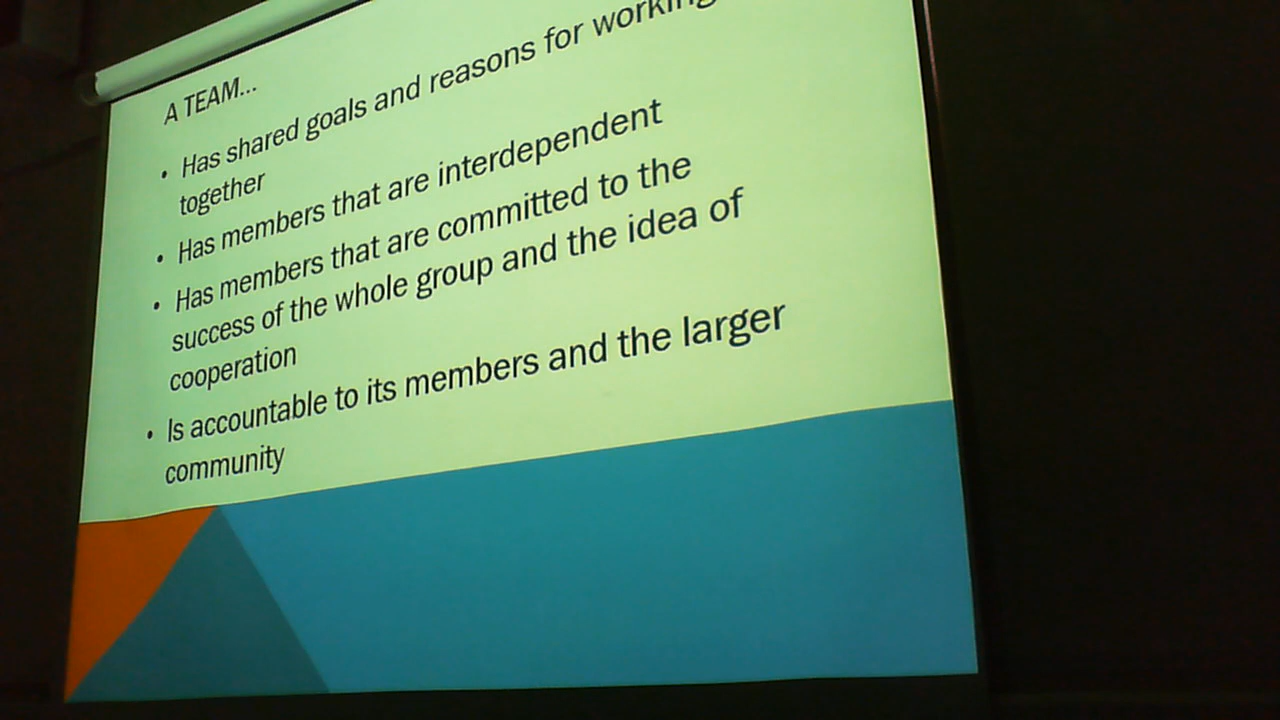 A TEAM...
• Has shared goals and reasons for working
together
• Has members that are interdependent
• Has members that are committed to the
success of the whole group and the idea of
cooperation
• Is accountable to its members and the larger
community